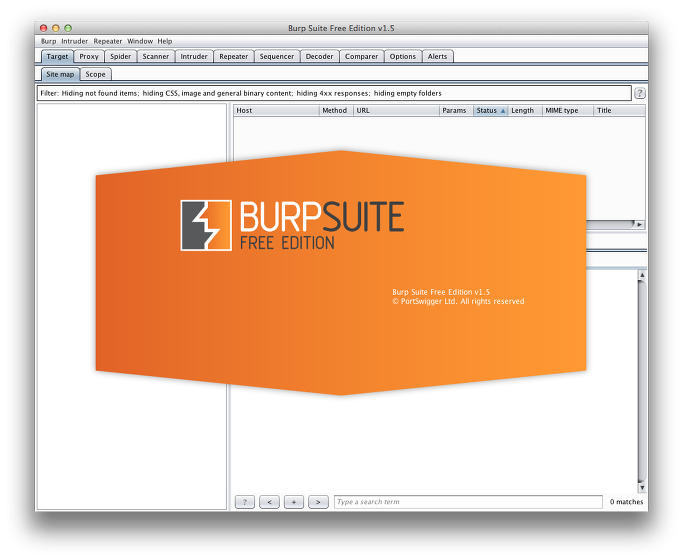 Burp Suite Free Edition v1.5
Burp Intruder Repeater Window Help
Target Proxy Spider Scanner Intruder Repeater Sequencer Decoder Comparer Options Alerts
Site map Scope
Filter: Hiding not found items; hiding CSS, image and general binary content; hiding 4xx responses; hiding empty folders ?
Host Method URL Params Status Length MIME type Title
BURPSUITE
FREE EDITION
Burp Suite Free Edition v1.5
© PortSwigger Ltd. All rights reserved
? < + > Type a search term 0 matches